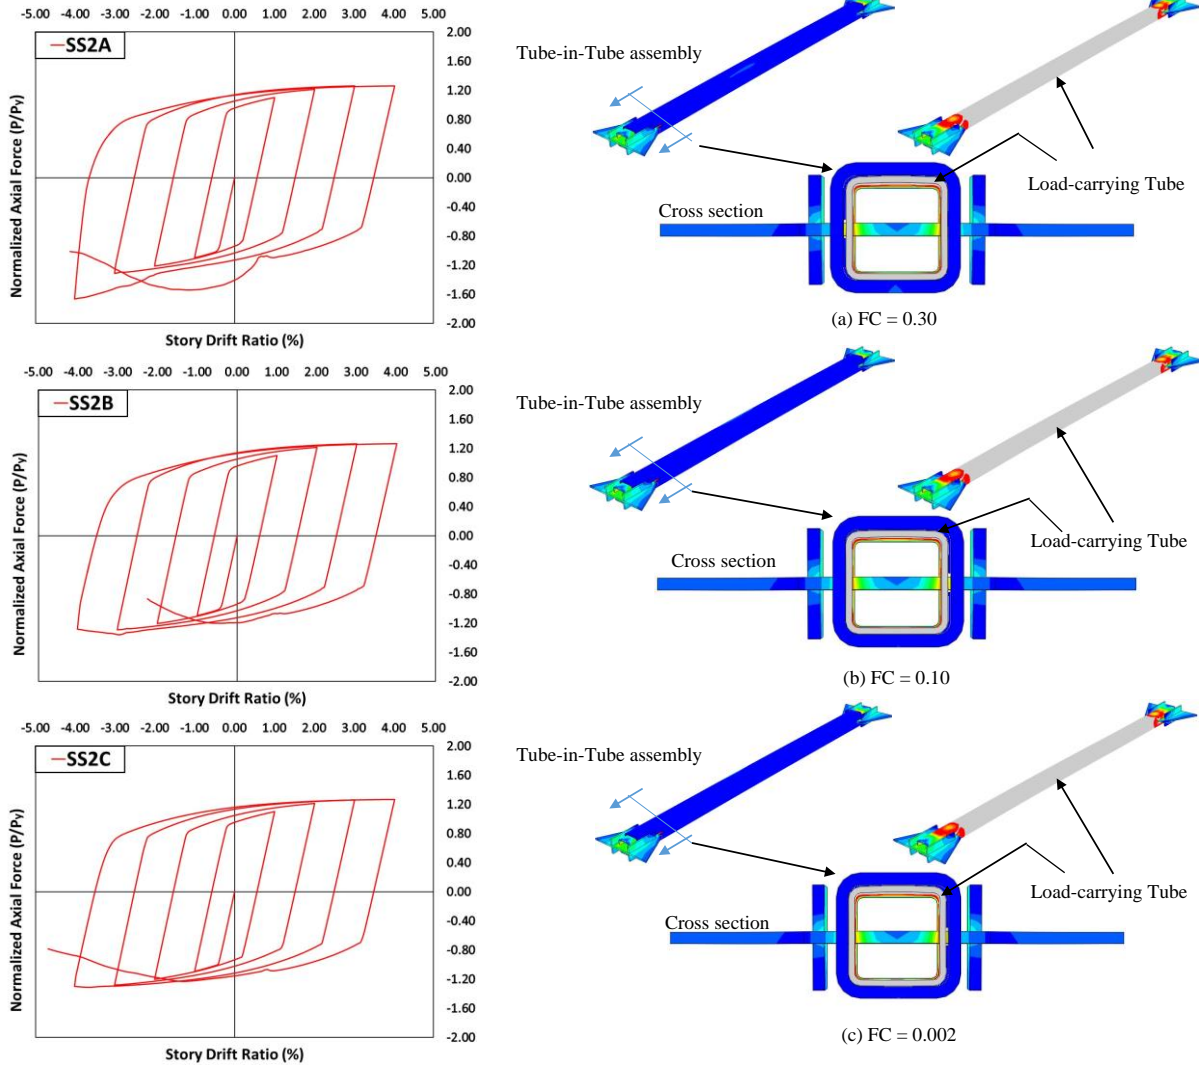 -5.00 -4.00 -3.00 -2.00 -1.00 0.00 1.00 2.00 3.00 4.00 5.00
SS2A
2.00
1.60
1.20
0.80
0.40
0.00
-0.40
-0.80
-1.20
-1.60
-2.00
Normalized Axial Force (P/Py)
Story Drift Ratio (%)
Tube-in-Tube assembly
Load-carrying Tube
Cross section
(a) FC = 0.30
-5.00 -4.00 -3.00 -2.00 -1.00 0.00 1.00 2.00 3.00 4.00 5.00
SS2B
2.00
1.60
1.20
0.80
0.40
0.00
-0.40
-0.80
-1.20
-1.60
-2.00
Normalized Axial Force (P/Py)
Story Drift Ratio (%)
Tube-in-Tube assembly
Load-carrying Tube
Cross section
(b) FC = 0.10
-5.00 -4.00 -3.00 -2.00 -1.00 0.00 1.00 2.00 3.00 4.00 5.00
SS2C
2.00
1.60
1.20
0.80
0.40
0.00
-0.40
-0.80
-1.20
-1.60
-2.00
Normalized Axial Force (P/Py)
Story Drift Ratio (%)
Tube-in-Tube assembly
Load-carrying Tube
Cross section
(c) FC = 0.002